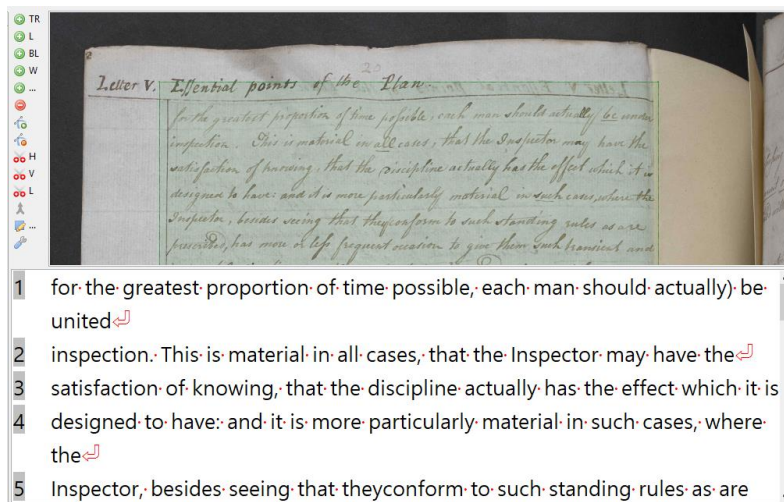 TR
L
BL
W
...
H
V
L
...
20
Letter V. Essential points of the Plan
for the greatest proportion of time possible, each man should actually be under
inspection. This is material in all cases, that the Inspector may have the
satisfaction of knowing, that the discipline actually has the effect which it is
designed to have: and it is more particularly material in such cases, where the
Inspector, besides seeing that they conform to such standing rules as are
prescribed, has more or less frequent occasion to give them such transient and
1 for the greatest proportion of time possible, each man should actually) be
united
2 inspection. This is material in all cases, that the Inspector may have the
3 satisfaction of knowing, that the discipline actually has the effect which it is
4 designed to have: and it is more particularly material in such cases, where
the
5 Inspector, besides seeing that theyconform to such standing rules as are